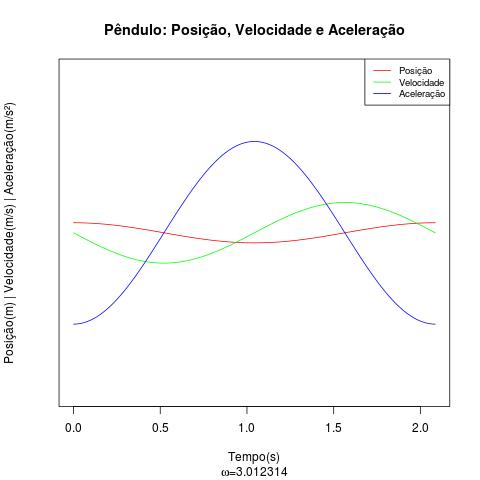 Pêndulo: Posição, Velocidade e Aceleração
Posição
Velocidade
Aceleração
Posição(m) | Velocidade(m/s) | Aceleração(m/s²)
0.0 0.5 1.0 1.5 2.0
Tempo(s)
ω=3.012314